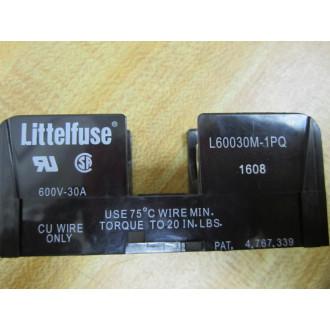 Littelfuse®
600V-30A
CU WIRE
ONLY
L60030M-1PQ
1608
USE 75°C WIRE MIN.
TORQUE TO 20 IN. LBS.
PAT. 4,767,339